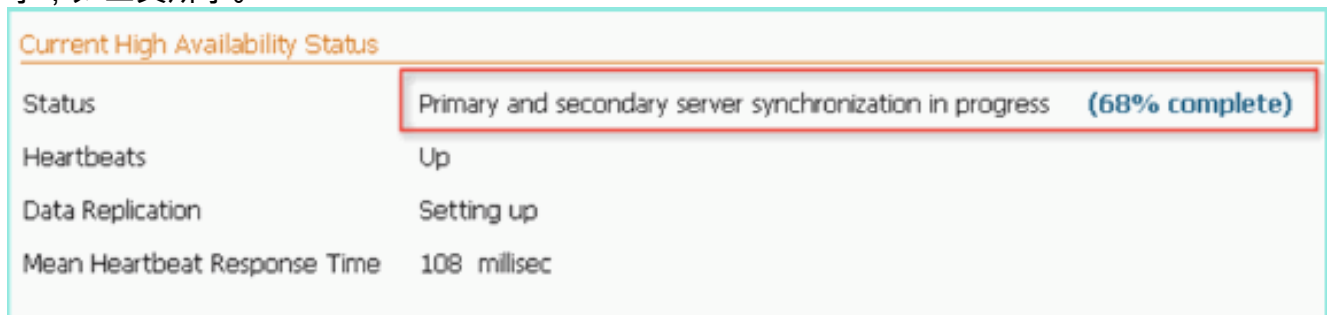 Current High Availability Status
Status Primary and secondary server synchronization in progress (68% complete)
Heartbeats Up
Data Replication Setting up
Mean Heartbeat Response Time 108 millisec